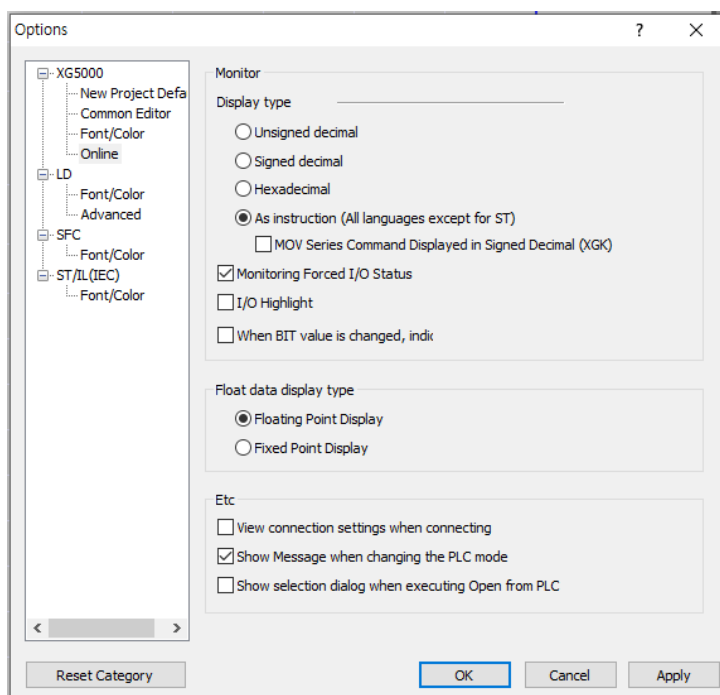 Options
?
XG5000
New Project Defa
Common Editor
Font/Color
Online
LD
Font/Color
Advanced
SFC
Font/Color
ST/IL(IEC)
Font/Color
Monitor
Display type
Unsigned decimal
Signed decimal
Hexadecimal
As instruction (All languages except for ST)
MOV Series Command Displayed in Signed Decimal (XGK)
Monitoring Forced I/O Status
I/O Highlight
When BIT value is changed, indic
Float data display type
Floating Point Display
Fixed Point Display
Etc
View connection settings when connecting
Show Message when changing the PLC mode
Show selection dialog when executing Open from PLC
Reset Category
OK
Cancel
Apply